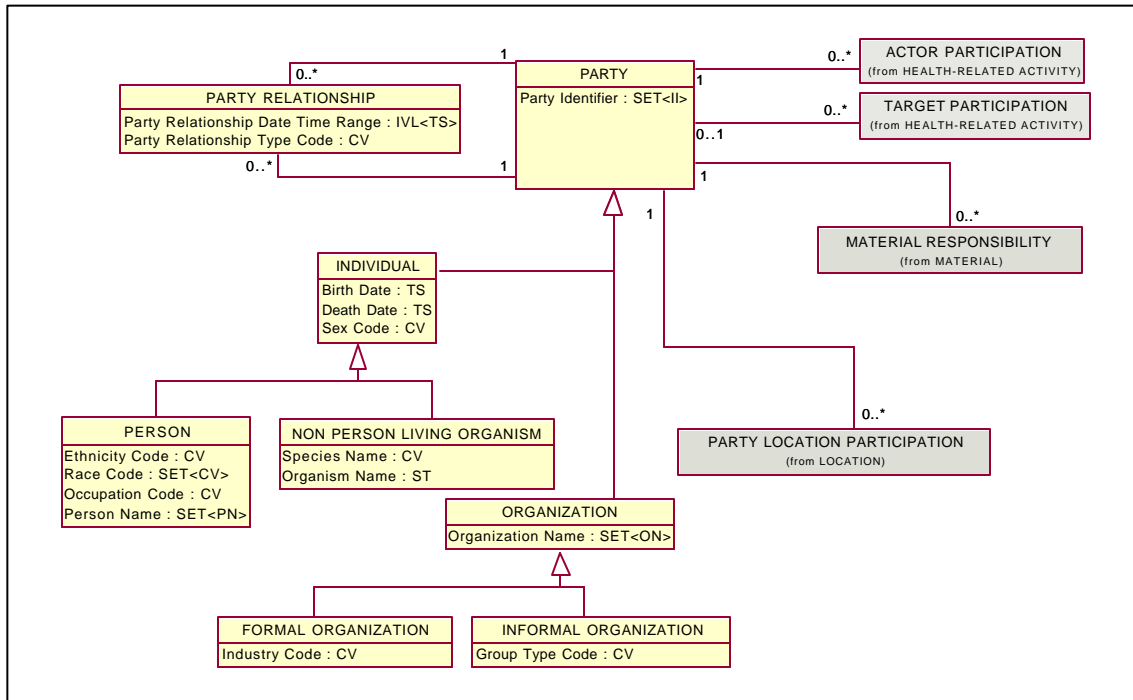 1
0..*
PARTY RELATIONSHIP
Party Relationship Date Time Range : IVL<TS>
Party Relationship Type Code : CV
0..*
1
PARTY
Party Identifier : SET<II>
1
0..*
ACTOR PARTICIPATION
(from HEALTH-RELATED ACTIVITY)
0..1
0..*
TARGET PARTICIPATION
(from HEALTH-RELATED ACTIVITY)
1
0..*
MATERIAL RESPONSIBILITY
(from MATERIAL)
1
0..*
PARTY LOCATION PARTICIPATION
(from LOCATION)
INDIVIDUAL
Birth Date : TS
Death Date : TS
Sex Code : CV
PERSON
Ethnicity Code : CV
Race Code : SET<CV>
Occupation Code : CV
Person Name : SET<PN>
NON PERSON LIVING ORGANISM
Species Name : CV
Organism Name : ST
ORGANIZATION
Organization Name : SET<ON>
FORMAL ORGANIZATION
Industry Code : CV
INFORMAL ORGANIZATION
Group Type Code : CV